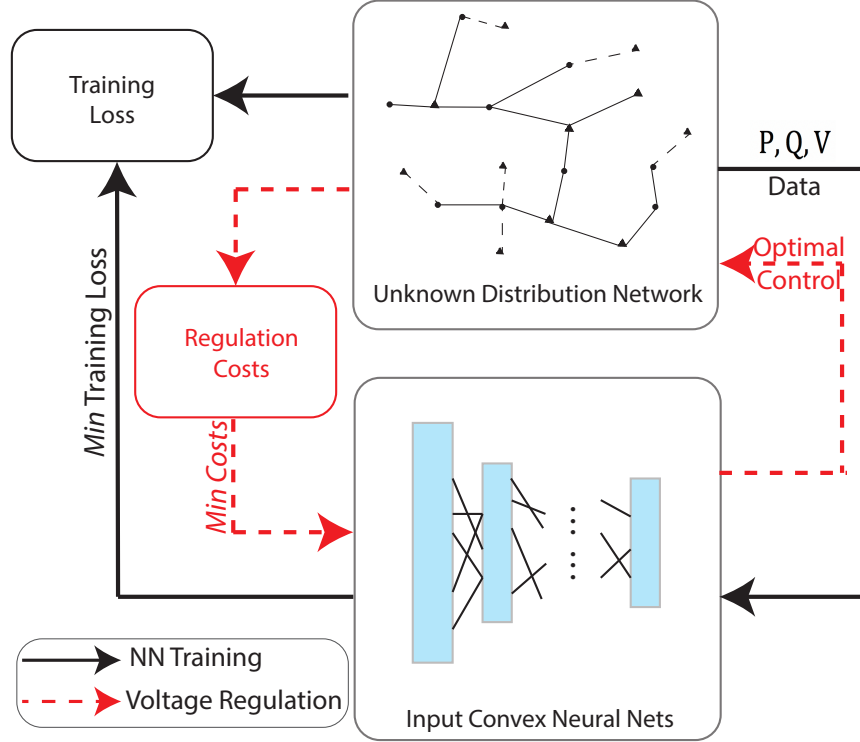 Training
Loss
P, Q, V
Data
Optimal
Control
Unknown Distribution Network
Regulation
Costs
Min Training Loss
Min Costs
Input Convex Neural Nets
NN Training
Voltage Regulation